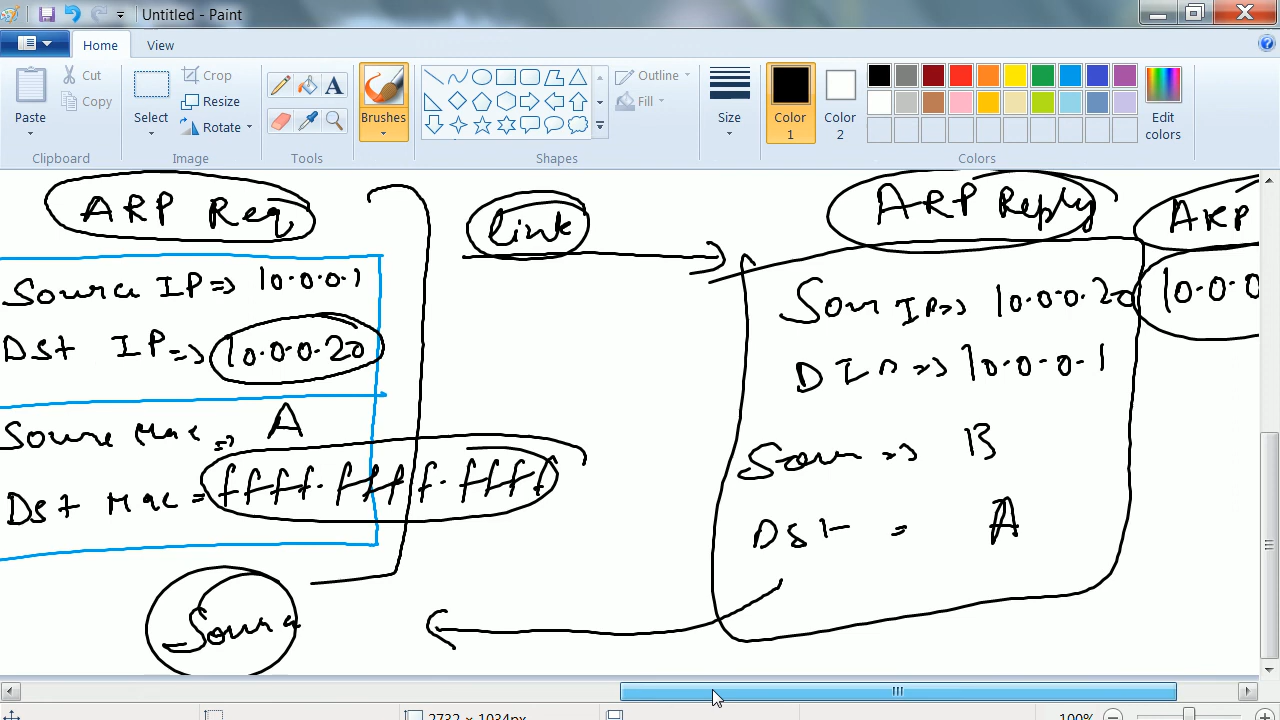 Untitled - Paint
Home
View
Paste
Cut
Copy
Clipboard
Select
Crop
Resize
Rotate
Image
Tools
Brushes
Shapes
Outline
Fill
Size
Color 1
Color 2
Edit colors
Colors
ARP Req
link
ARP Reply
ARP
Source IP => 10.0.0.1
Dst IP => 10.0.0.20
Source Mac => A
Dst Mac = ffff.ffff.ffff
Source
Sour IP => 10.0.0.20
10.0.0
D IP => 10.0.0.1
Sour => B
Dst = A
2732 × 1034px
100%